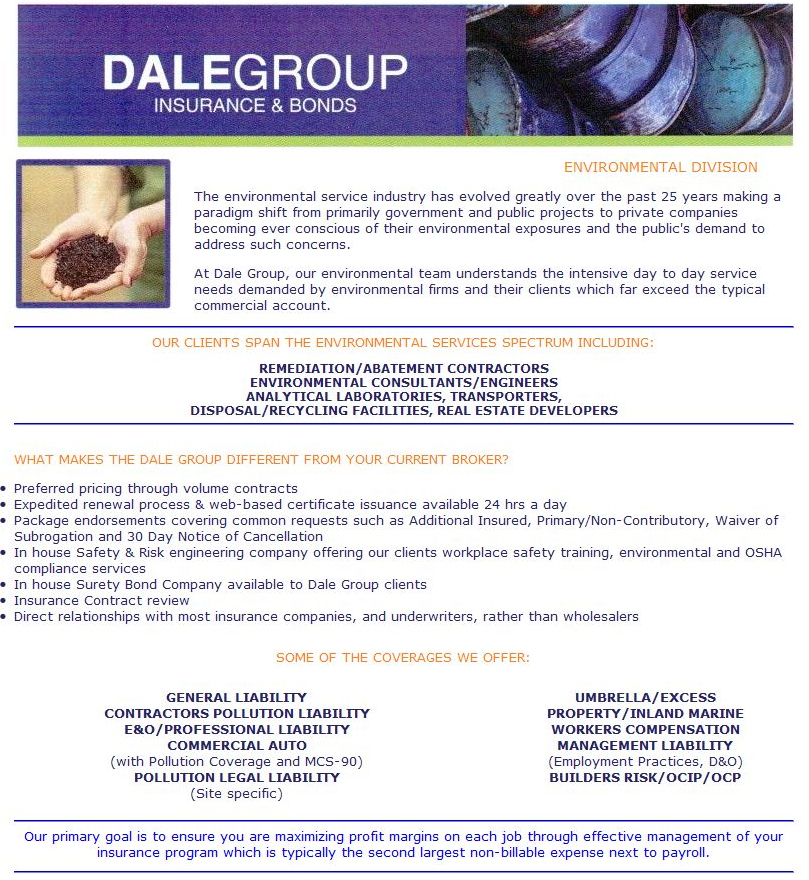 DALEGROUP
INSURANCE & BONDS
ENVIRONMENTAL DIVISION
The environmental service industry has evolved greatly over the past 25 years making a
paradigm shift from primarily government and public projects to private companies
becoming ever conscious of their environmental exposures and the public's demand to
address such concerns.
At Dale Group, our environmental team understands the intensive day to day service
needs demanded by environmental firms and their clients which far exceed the typical
commercial account.
OUR CLIENTS SPAN THE ENVIRONMENTAL SERVICES SPECTRUM INCLUDING:
REMEDIATION/ABATEMENT CONTRACTORS
ENVIRONMENTAL CONSULTANTS/ENGINEERS
ANALYTICAL LABORATORIES, TRANSPORTERS,
DISPOSAL/RECYCLING FACILITIES, REAL ESTATE DEVELOPERS
WHAT MAKES THE DALE GROUP DIFFERENT FROM YOUR CURRENT BROKER?
• Preferred pricing through volume contracts
• Expedited renewal process & web-based certificate issuance available 24 hrs a day
• Package endorsements covering common requests such as Additional Insured, Primary/Non-Contributory, Waiver of
Subrogation and 30 Day Notice of Cancellation
• In house Safety & Risk engineering company offering our clients workplace safety training, environmental and OSHA
compliance services
• In house Surety Bond Company available to Dale Group clients
• Insurance Contract review
• Direct relationships with most insurance companies, and underwriters, rather than wholesalers
SOME OF THE COVERAGES WE OFFER:
GENERAL LIABILITY
CONTRACTORS POLLUTION LIABILITY
E&O/PROFESSIONAL LIABILITY
COMMERCIAL AUTO
(with Pollution Coverage and MCS-90)
POLLUTION LEGAL LIABILITY
(Site specific)
UMBRELLA/EXCESS
PROPERTY/INLAND MARINE
WORKERS COMPENSATION
MANAGEMENT LIABILITY
(Employment Practices, D&O)
BUILDERS RISK/OCIP/OCP
Our primary goal is to ensure you are maximizing profit margins on each job through effective management of your
insurance program which is typically the second largest non-billable expense next to payroll.